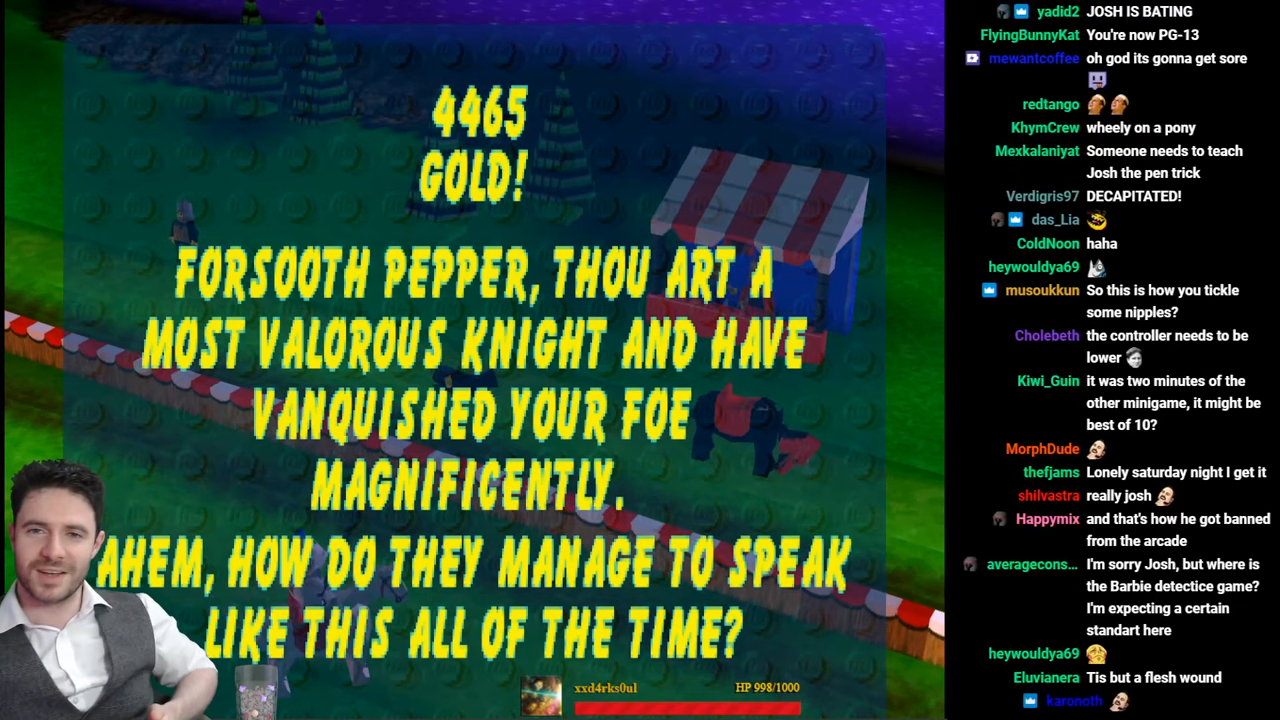 4465
GOLD!
FORSOOTH PEPPER, THOU ART A
MOST VALOROUS KNIGHT AND HAVE
VANQUISHED YOUR FOE
MAGNIFICENTLY.
AHEM, HOW DO THEY MANAGE TO SPEAK
LIKE THIS ALL OF THE TIME?
xxd4rks0ul HP 998/1000
yadid2 JOSH IS BATING
FlyingBunnyKat You're now PG-13
mewantcoffee oh god its gonna get sore
redtango
KhymCrew wheely on a pony
Mexkalaniyat Someone needs to teach
Josh the pen trick
Verdigris97 DECAPITATED!
das_Lia
ColdNoon haha
heywouldya69
musoukkun So this is how you tickle
some nipples?
Cholebeth the controller needs to be
lower
Kiwi_Guin it was two minutes of the
other minigame, it might be
best of 10?
MorphDude
thefjams Lonely saturday night I get it
shilvastra really josh
Happymix and that's how he got banned
from the arcade
averagecons... I'm sorry Josh, but where is
the Barbie detectice game?
I'm expecting a certain
standart here
heywouldya69
Eluvianera Tis but a flesh wound
karonoth